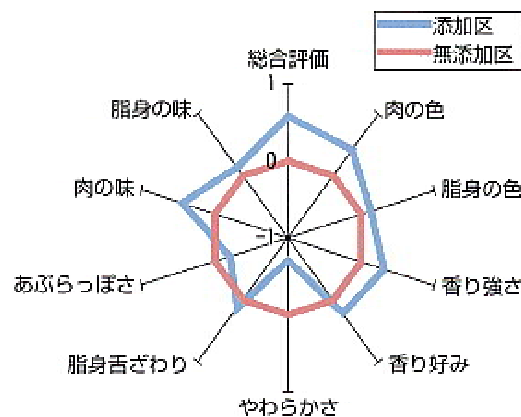 添加区
無添加区
総合評価
1
脂身の味
肉の色
0
肉の味
脂身の色
-1
あぶらっぽさ
香り強さ
脂身舌ざわり
香り好み
やわらかさ